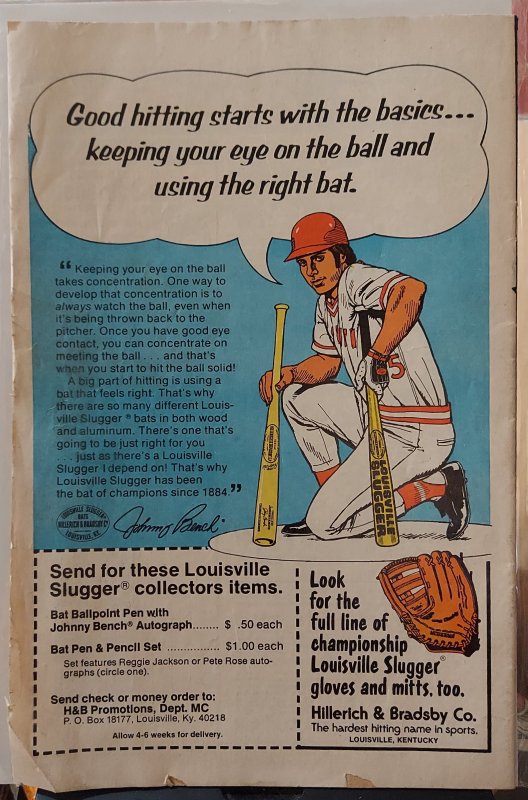 Good hitting starts with the basics...
keeping your eye on the ball and
using the right bat.
“ Keeping your eye on the ball
takes concentration. One way to
develop that concentration is to
always watch the ball, even when
it's being thrown back to the
pitcher. Once you have good eye
contact, you can concentrate on
meeting the ball . . . and that's
when you start to hit the ball solid!
A big part of hitting is using a
bat that feels right. That's why
there are so many different Louis-
ville Slugger® bats in both wood
and aluminum. There's one that's
going to be just right for you
. . . just as there's a Louisville
Slugger I depend on! That's why
Louisville Slugger has been
the bat of champions since 1884.”
LOUISVILLE SLUGGER
BATS
HILLERICH & BRADSBY CO
LOUISVILLE, KY.
Johnny Bench
5
LOUISVILLE
SLUGGER
Send for these Louisville
Slugger® collectors items.
Bat Ballpoint Pen with
Johnny Bench® Autograph........ $ .50 each
Bat Pen & Pencil Set ................ $1.00 each
Set features Reggie Jackson or Pete Rose auto-
graphs (circle one).
Send check or money order to:
H&B Promotions, Dept. MC
P. O. Box 18177, Louisville, Ky. 40218
Allow 4-6 weeks for delivery.
Look
for the
full line of
championship
Louisville Slugger®
gloves and mitts, too.
Hillerich & Bradsby Co.
The hardest hitting name in sports.
LOUISVILLE, KENTUCKY